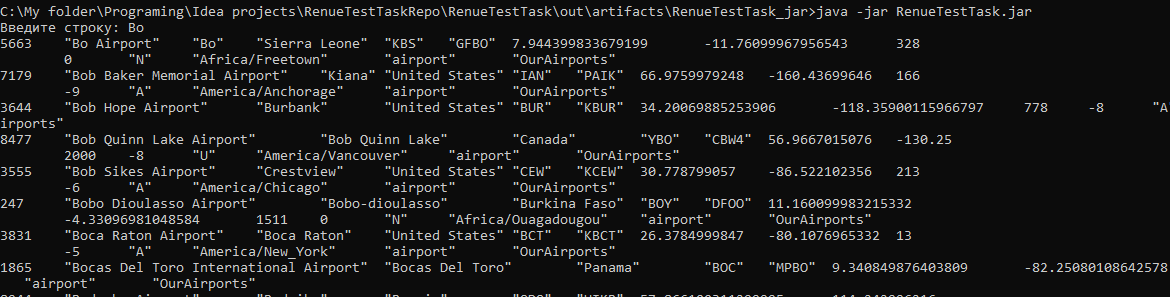 C:\My folder\Programing\Idea projects\RenueTestTaskRepo\RenueTestTask\out\artifacts\RenueTestTask_jar>java -jar RenueTestTask.jar
Введите строку: Bo
5663 "Bo Airport" "Bo" "Sierra Leone" "KBS" "GFBO" 7.944399833679199 -11.76099967956543 328
0 "N" "Africa/Freetown" "airport" "OurAirports"
7179 "Bob Baker Memorial Airport" "Kiana" "United States" "IAN" "PAIK" 66.9759979248 -160.43699646 166
-9 "A" "America/Anchorage" "airport" "OurAirports"
3644 "Bob Hope Airport" "Burbank" "United States" "BUR" "KBUR" 34.20069885253906 -118.35900115966797 778 -8 "A"
irports"
8477 "Bob Quinn Lake Airport" "Bob Quinn Lake" "Canada" "YBO" "CBW4" 56.9667015076 -130.25
2000 -8 "U" "America/Vancouver" "airport" "OurAirports"
3555 "Bob Sikes Airport" "Crestview" "United States" "CEW" "KCEW" 30.778799057 -86.522102356 213
-6 "A" "America/Chicago" "airport" "OurAirports"
247 "Bobo Dioulasso Airport" "Bobo-dioulasso" "Burkina Faso" "BOY" "DFOO" 11.160099983215332
-4.33096981048584 1511 0 "N" "Africa/Ouagadougou" "airport" "OurAirports"
3831 "Boca Raton Airport" "Boca Raton" "United States" "BCT" "KBCT" 26.3784999847 -80.1076965332 13
-5 "A" "America/New_York" "airport" "OurAirports"
1865 "Bocas Del Toro International Airport" "Bocas Del Toro" "Panama" "BOC" "MPBO" 9.340849876403809 -82.25080108642578
"airport" "OurAirports"